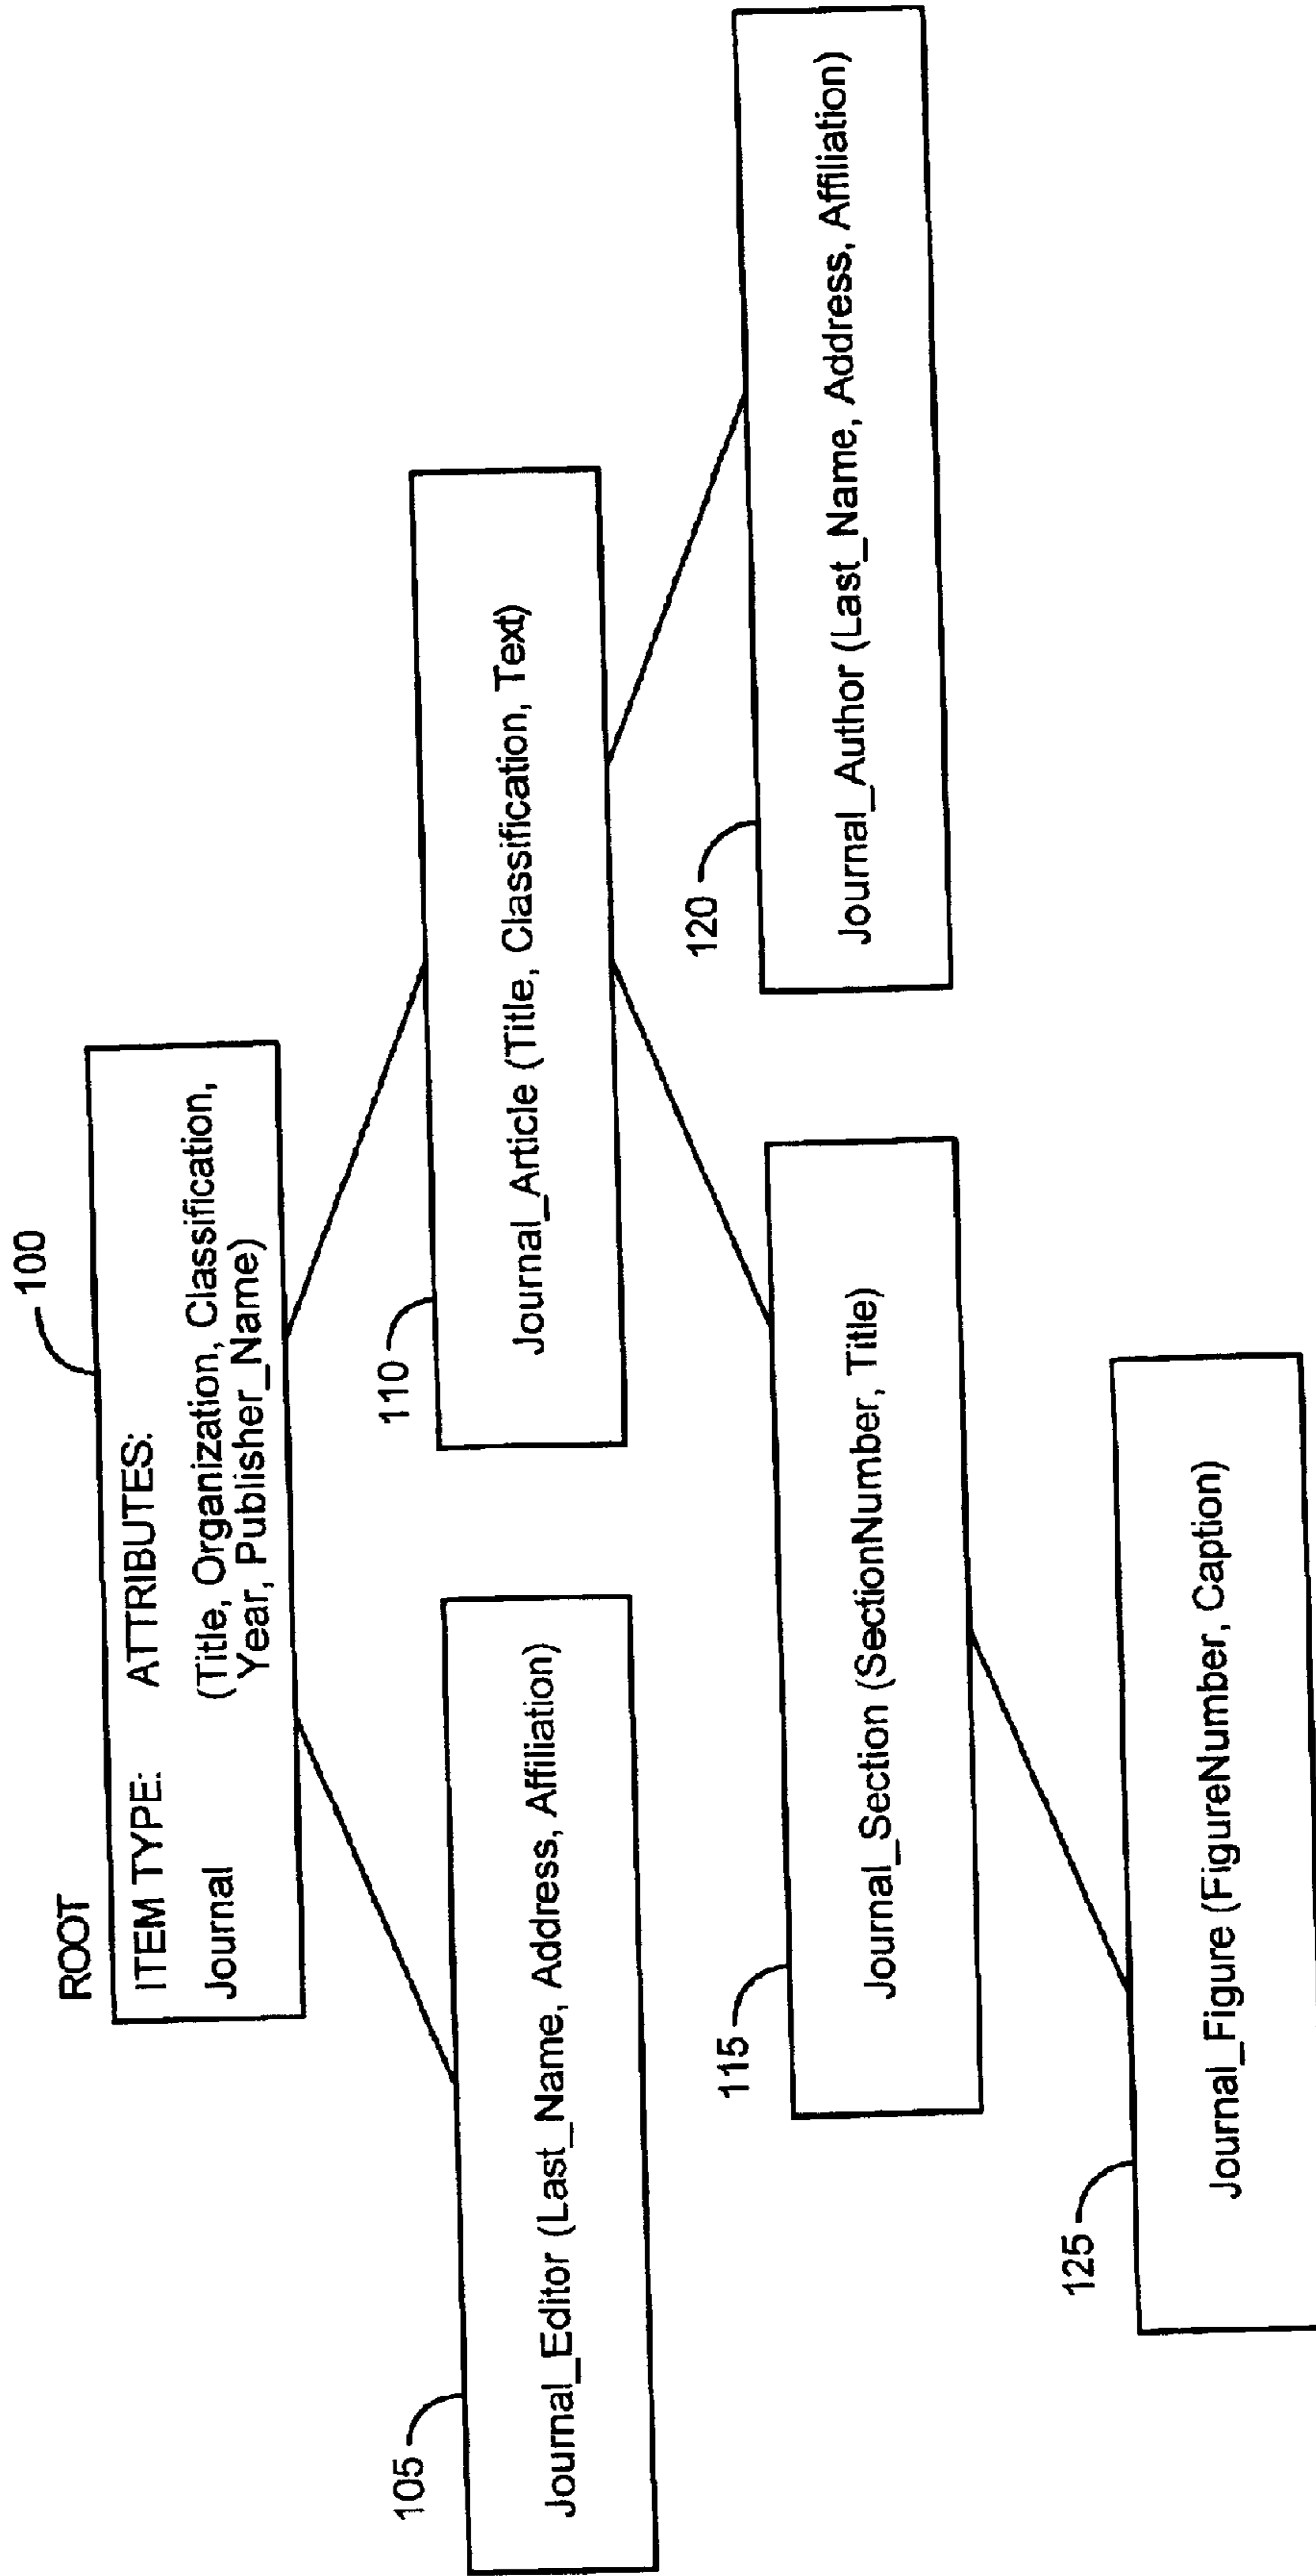 ROOT
100
ITEM TYPE: ATTRIBUTES:
Journal (Title, Organization, Classification,
Year, Publisher_Name)
105
Journal_Editor (Last_Name, Address, Affiliation)
110
Journal_Article (Title, Classification, Text)
115
Journal_Section (SectionNumber, Title)
120
Journal_Author (Last_Name, Address, Affiliation)
125
Journal_Figure (FigureNumber, Caption)